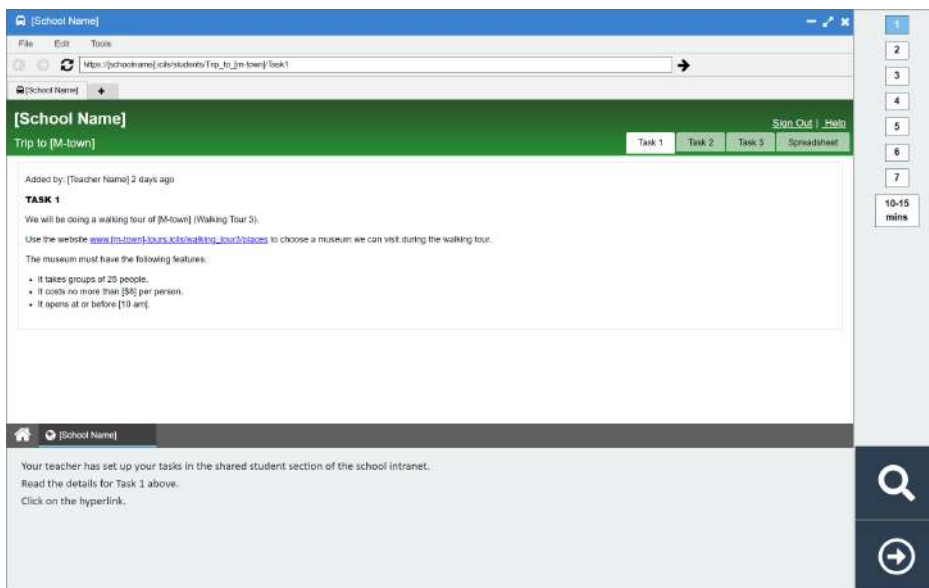 [School Name]
File Edit Tools
https://[schoolname].icils/students/Trip_to_[m-town]/Task1
[School Name]
[School Name]
Sign Out | Help
Trip to [M-town]
Task 1 Task 2 Task 3 Spreadsheet
Added by: [Teacher Name] 2 days ago
TASK 1
We will be doing a walking tour of [M-town] (Walking Tour 3).
Use the website www.[m-town]-tours.icils/walking_tour3/places to choose a museum we can visit during the walking tour.
The museum must have the following features:
It takes groups of 25 people.
It costs no more than [$8] per person.
It opens at or before [10 am].
[School Name]
Your teacher has set up your tasks in the shared student section of the school intranet.
Read the details for Task 1 above.
Click on the hyperlink.
1
2
3
4
5
6
7
10-15
mins